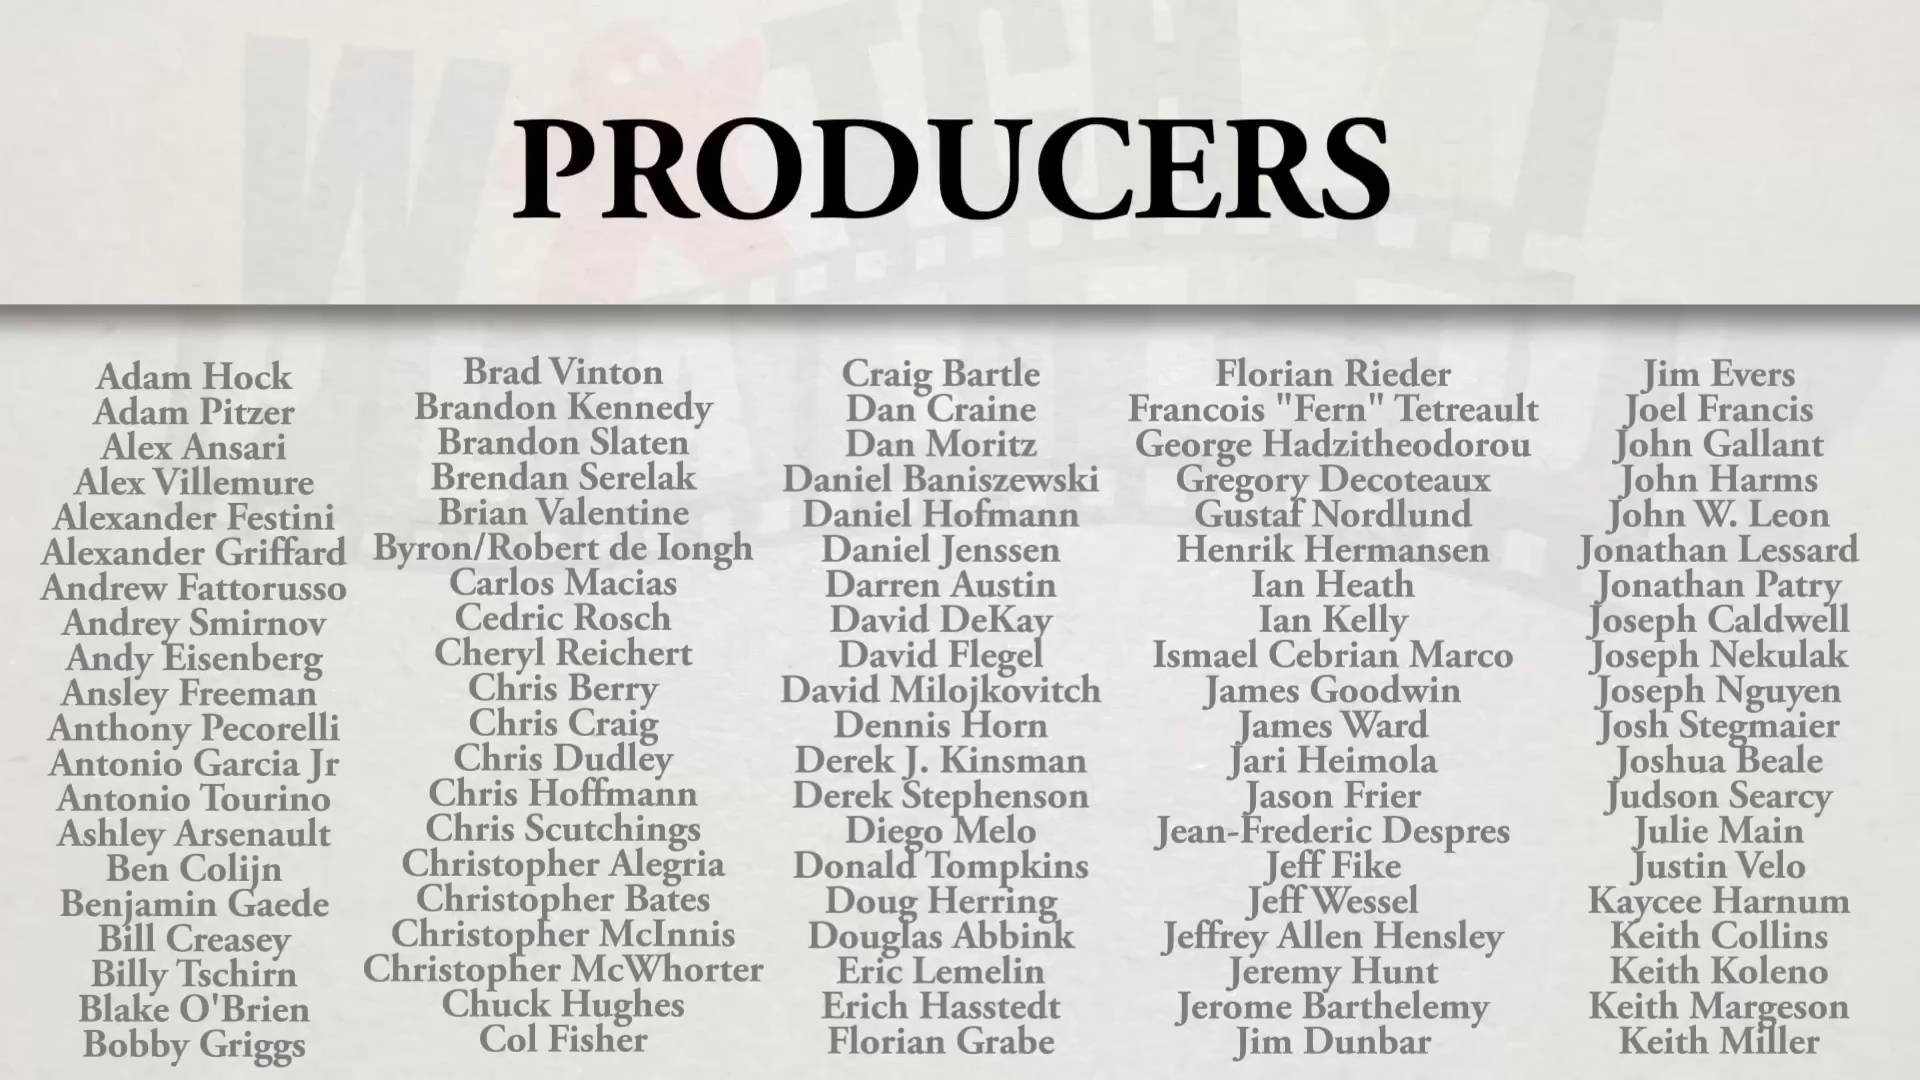 WATCH IT
PRODUCERS
Adam Hock
Adam Pitzer
Alex Ansari
Alex Villemure
Alexander Festini
Alexander Griffard
Andrew Fattorusso
Andrey Smirnov
Andy Eisenberg
Ansley Freeman
Anthony Pecorelli
Antonio Garcia Jr
Antonio Tourino
Ashley Arsenault
Ben Colijn
Benjamin Gaede
Bill Creasey
Billy Tschirn
Blake O'Brien
Bobby Griggs
Brad Vinton
Brandon Kennedy
Brandon Slaten
Brendan Serelak
Brian Valentine
Byron/Robert de Iongh
Carlos Macias
Cedric Rosch
Cheryl Reichert
Chris Berry
Chris Craig
Chris Dudley
Chris Hoffmann
Chris Scutchings
Christopher Alegria
Christopher Bates
Christopher McInnis
Christopher McWhorter
Chuck Hughes
Col Fisher
Craig Bartle
Dan Craine
Dan Moritz
Daniel Baniszewski
Daniel Hofmann
Daniel Jenssen
Darren Austin
David DeKay
David Flegel
David Milojkovitch
Dennis Horn
Derek J. Kinsman
Derek Stephenson
Diego Melo
Donald Tompkins
Doug Herring
Douglas Abbink
Eric Lemelin
Erich Hasstedt
Florian Grabe
Florian Rieder
Francois "Fern" Tetreault
George Hadzitheodorou
Gregory Decoteaux
Gustaf Nordlund
Henrik Hermansen
Ian Heath
Ian Kelly
Ismael Cebrian Marco
James Goodwin
James Ward
Jari Heimola
Jason Frier
Jean-Frederic Despres
Jeff Fike
Jeff Wessel
Jeffrey Allen Hensley
Jeremy Hunt
Jerome Barthelemy
Jim Dunbar
Jim Evers
Joel Francis
John Gallant
John Harms
John W. Leon
Jonathan Lessard
Jonathan Patry
Joseph Caldwell
Joseph Nekulak
Joseph Nguyen
Josh Stegmaier
Joshua Beale
Judson Searcy
Julie Main
Justin Velo
Kaycee Harnum
Keith Collins
Keith Koleno
Keith Margeson
Keith Miller